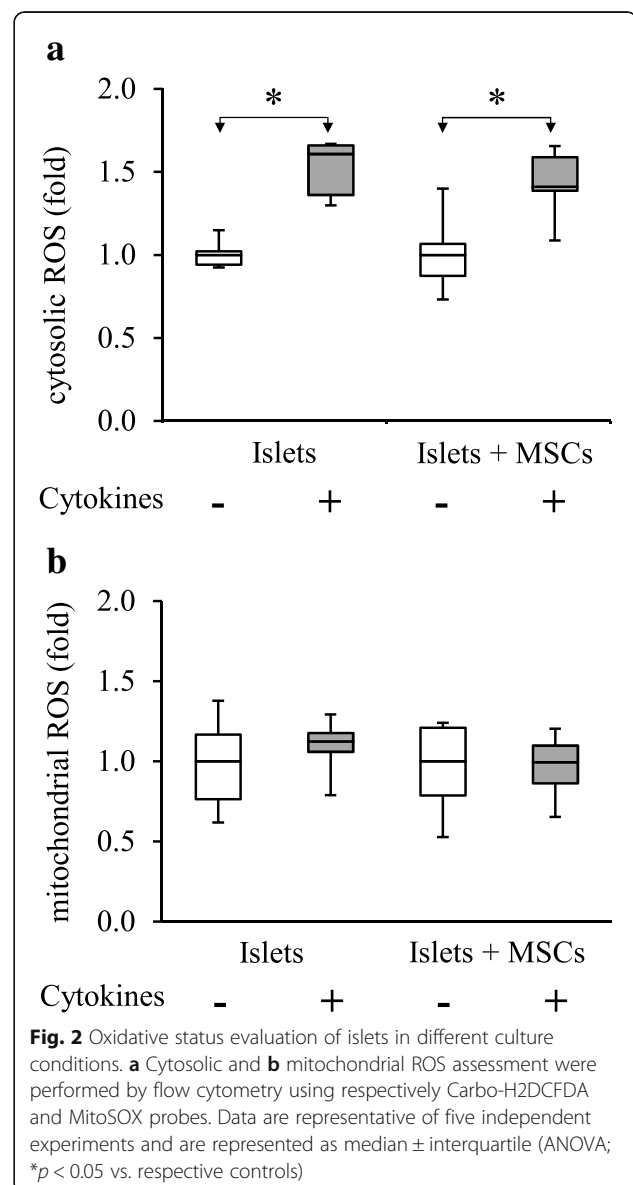 a
2.0
*
*
1.5
1.0
0.5
0.0
cytosolic ROS (fold)
Islets
Islets + MSCs
Cytokines - + - +
b
2.0
1.5
1.0
0.5
0.0
mitochondrial ROS (fold)
Islets
Islets + MSCs
Cytokines - + - +
Fig. 2 Oxidative status evaluation of islets in different culture
conditions. a Cytosolic and b mitochondrial ROS assessment were
performed by flow cytometry using respectively Carbo-H2DCFDA
and MitoSOX probes. Data are representative of five independent
experiments and are represented as median ± interquartile (ANOVA;
*p < 0.05 vs. respective controls)